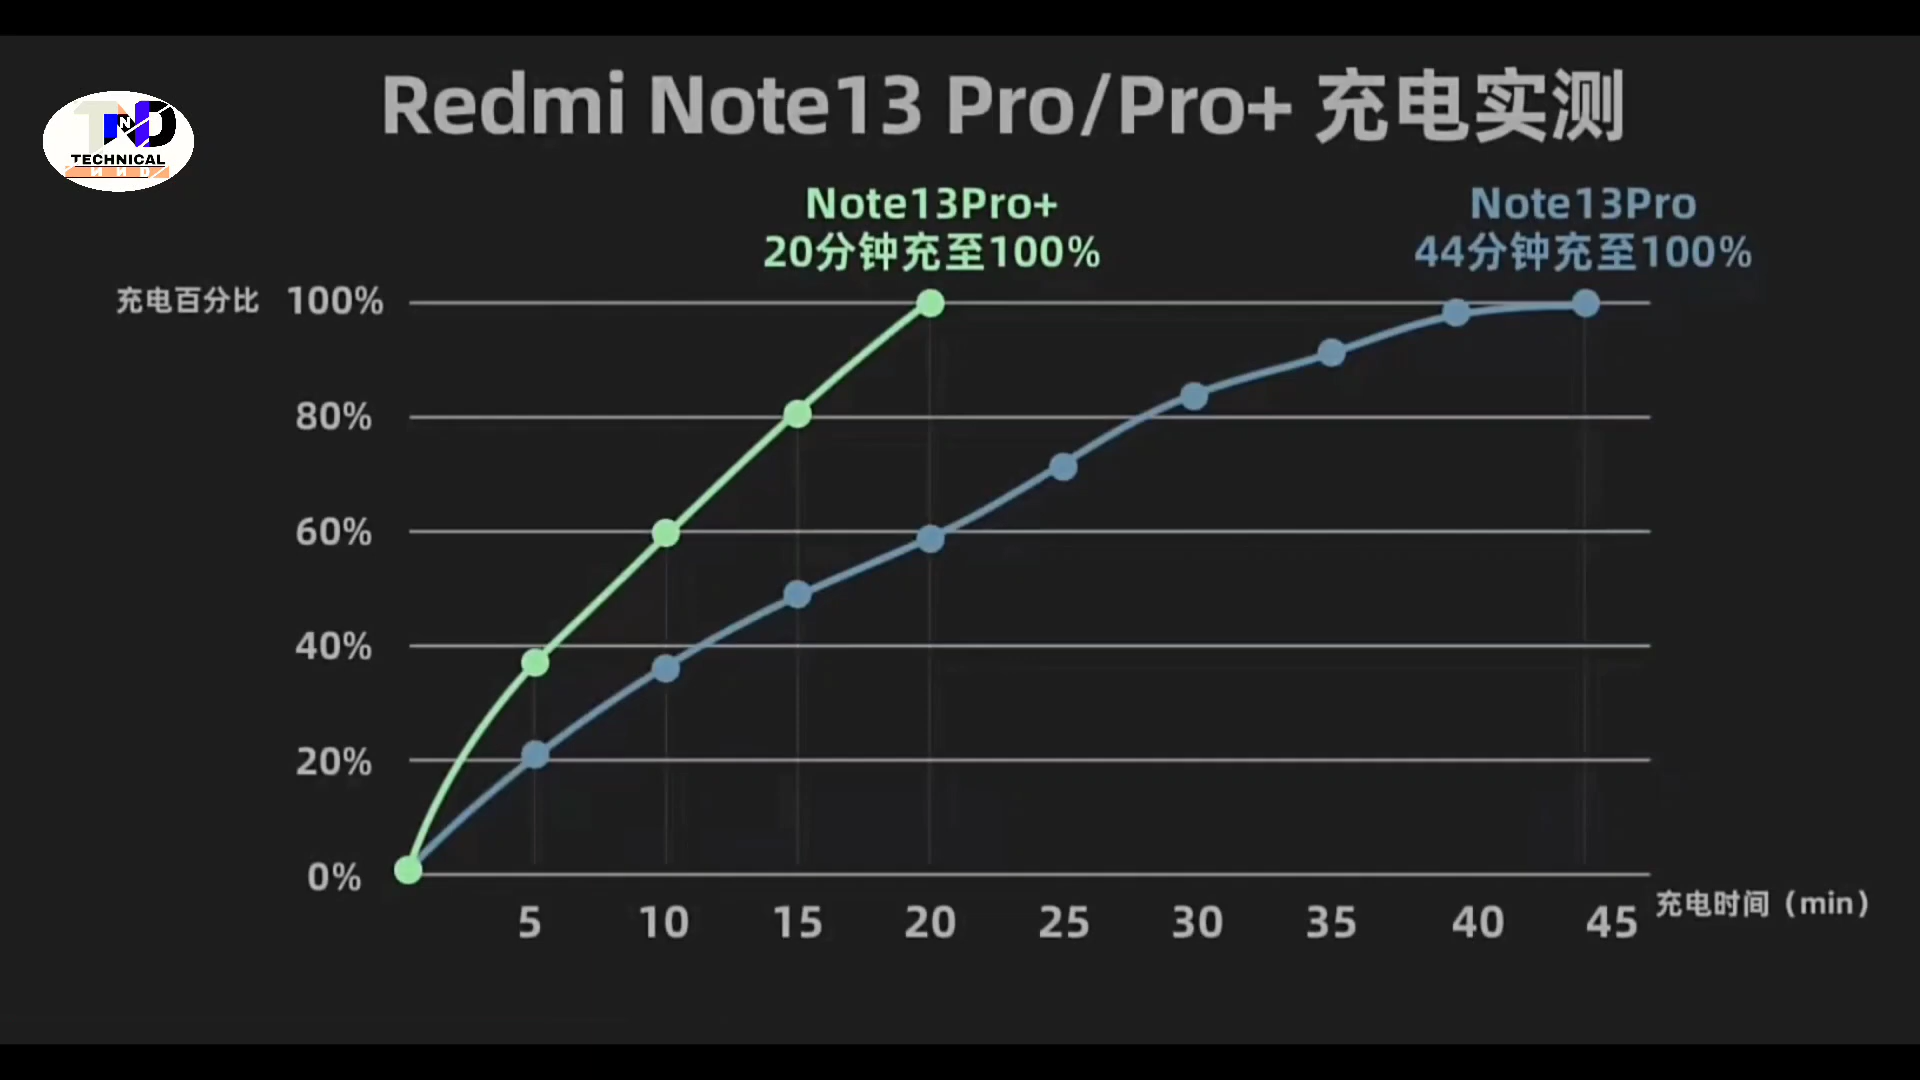 Redmi Note13 Pro/Pro+ 充电实测
TND
TECHNICAL
Note13Pro+
20分钟充至100%
Note13Pro
44分钟充至100%
充电百分比 100%
80%
60%
40%
20%
0%
5 10 15 20 25 30 35 40 45
充电时间（min）